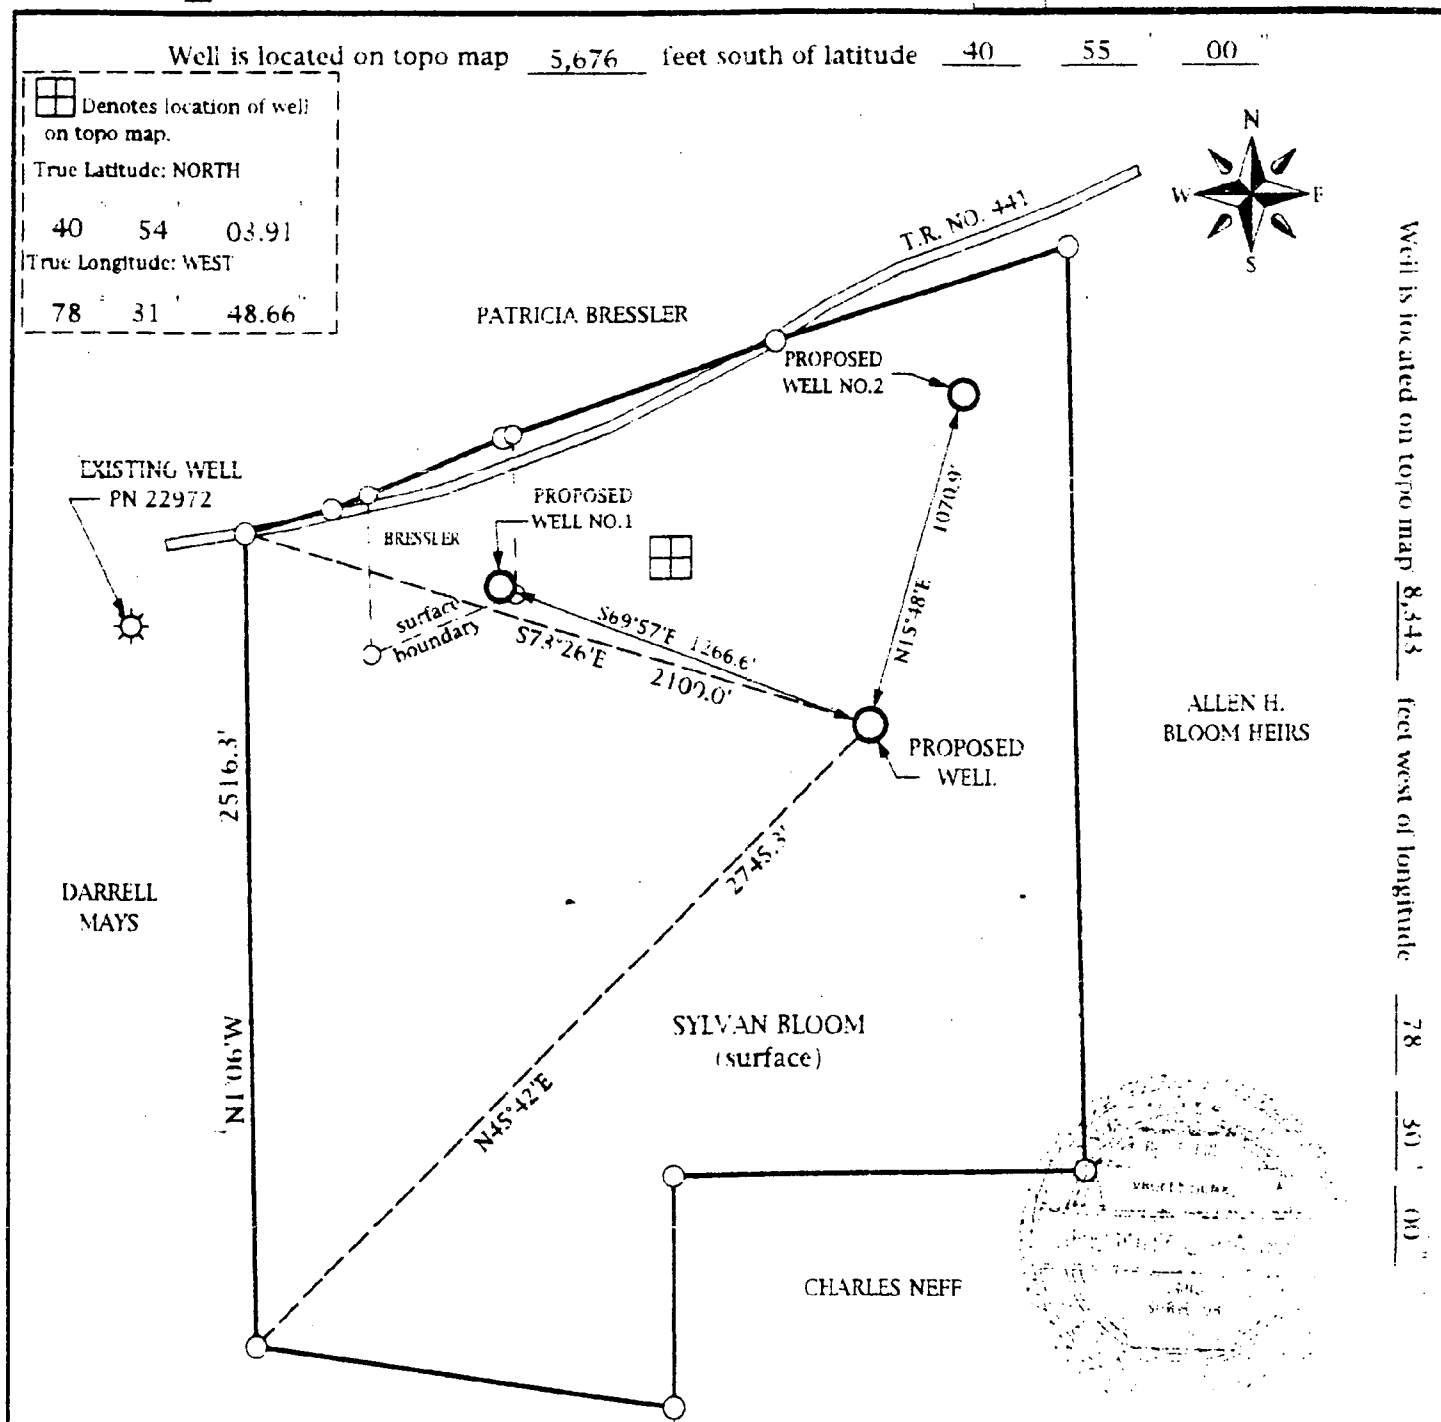 Well is located on topo map 5,676 feet south of latitude 40 55 ' 00 "
Denotes location of well
on topo map.
True Latitude: NORTH
40 ° 54 ' 03.91
True Longitude: WEST
78 ° 31 ' 48.66 "
N
W E
S
T.R. NO. 441
PATRICIA BRESSLER
PROPOSED
WELL NO.2
EXISTING WELL
PN 22972
PROPOSED
WELL NO.1
BRESSLER
surface
boundary
1070.9'
N15°48'E
S69°57'E 1266.6'
S73°26'E
2109.0'
PROPOSED
WELL
ALLEN H.
BLOOM HEIRS
2516.3'
N1°06'W
DARRELL
MAYS
2745.3'
N45°42'E
SYLVAN BLOOM
(surface)
CHARLES NEFF
Well is located on topo map 8,343 feet west of longitude 78 30 ' 00 "